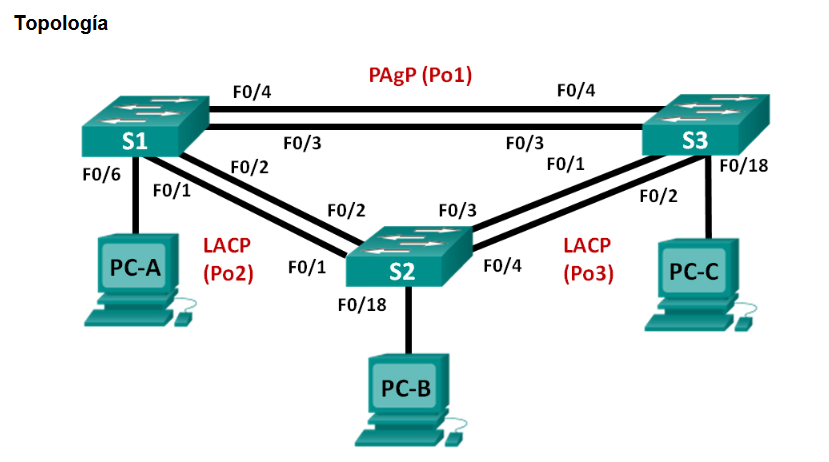 Topología
PAgP (Po1)
F0/4
F0/4
S1
S3
F0/3
F0/3
F0/6
F0/1
F0/2
F0/1
F0/2
F0/18
F0/2
F0/3
LACP
(Po2)
LACP
(Po3)
PC-A
F0/1
S2
F0/4
PC-C
F0/18
PC-B